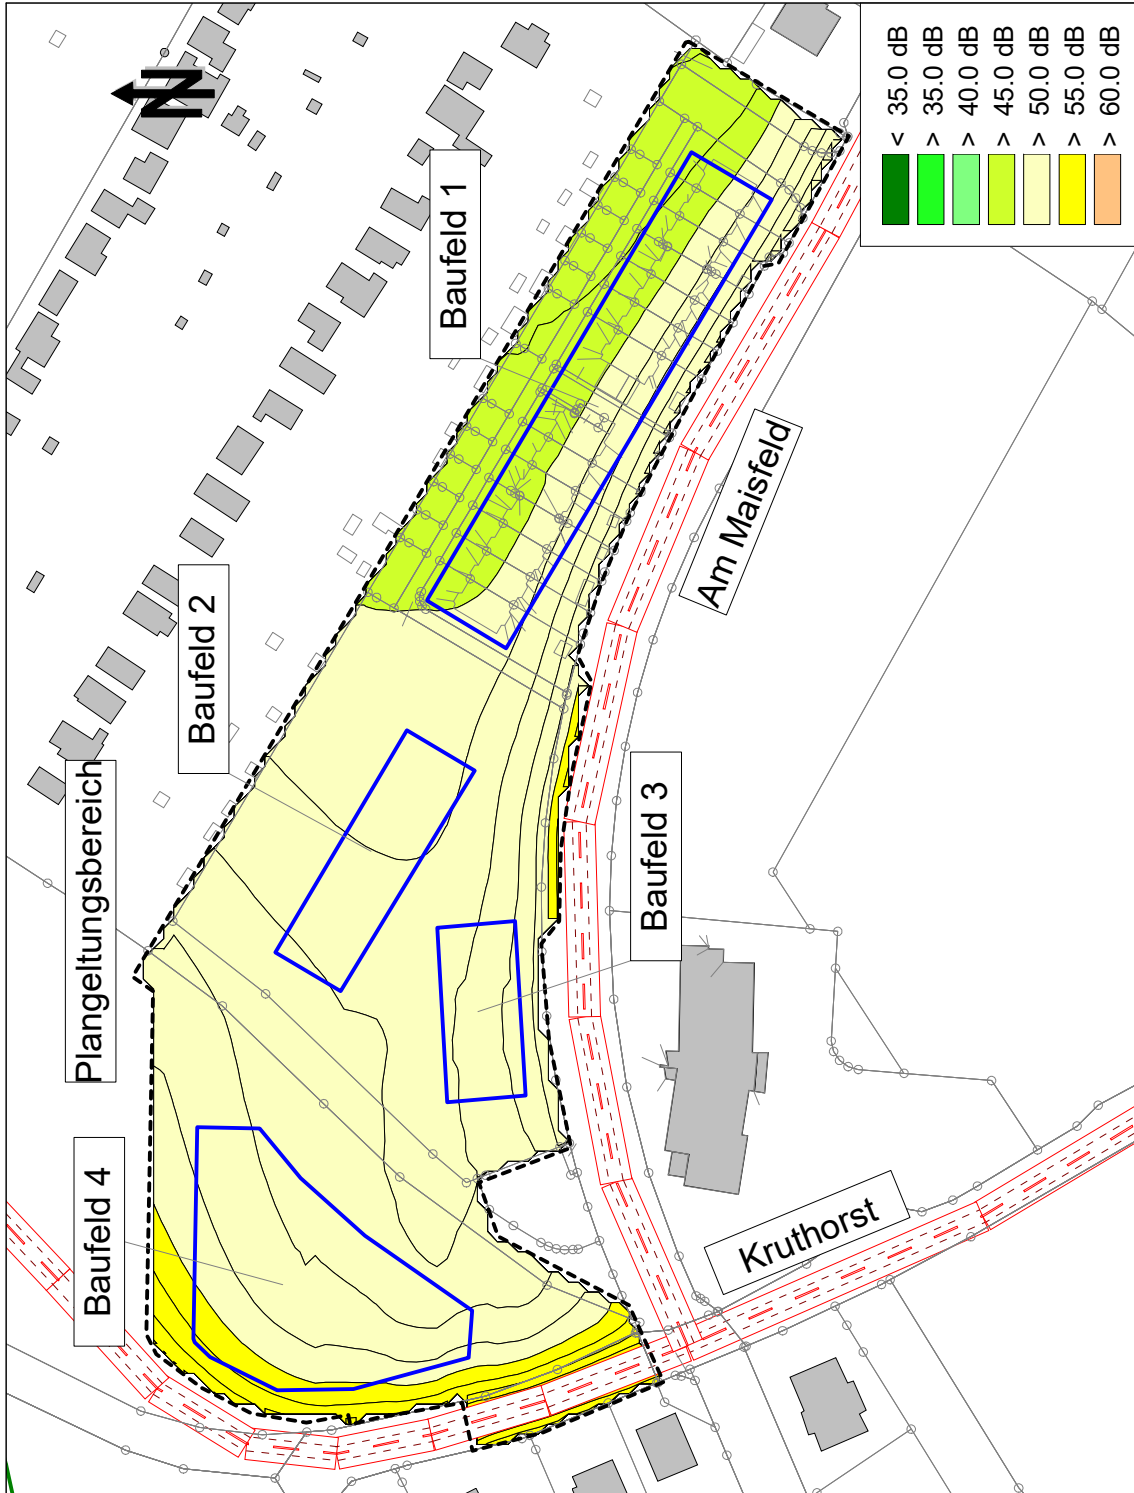 N
Baufeld 1
Baufeld 2
Plangeltungsbereich
Baufeld 4
Baufeld 3
Am Maisfeld
Kruthorst
< 35.0 dB
> 35.0 dB
> 40.0 dB
> 45.0 dB
> 50.0 dB
> 55.0 dB
> 60.0 dB